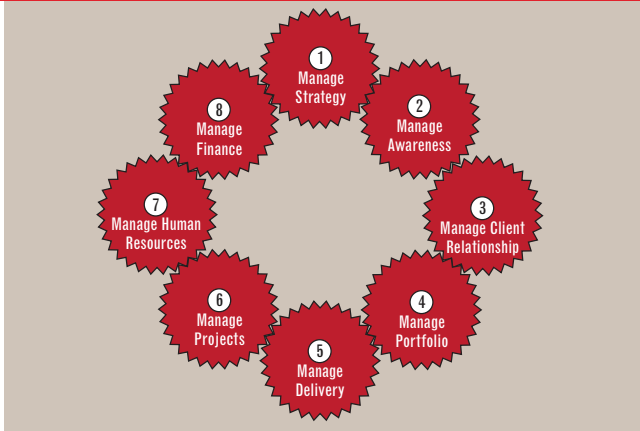 1
Manage
Strategy
2
Manage
Awareness
3
Manage Client
Relationship
4
Manage
Portfolio
5
Manage
Delivery
6
Manage
Projects
7
Manage Human
Resources
8
Manage
Finance